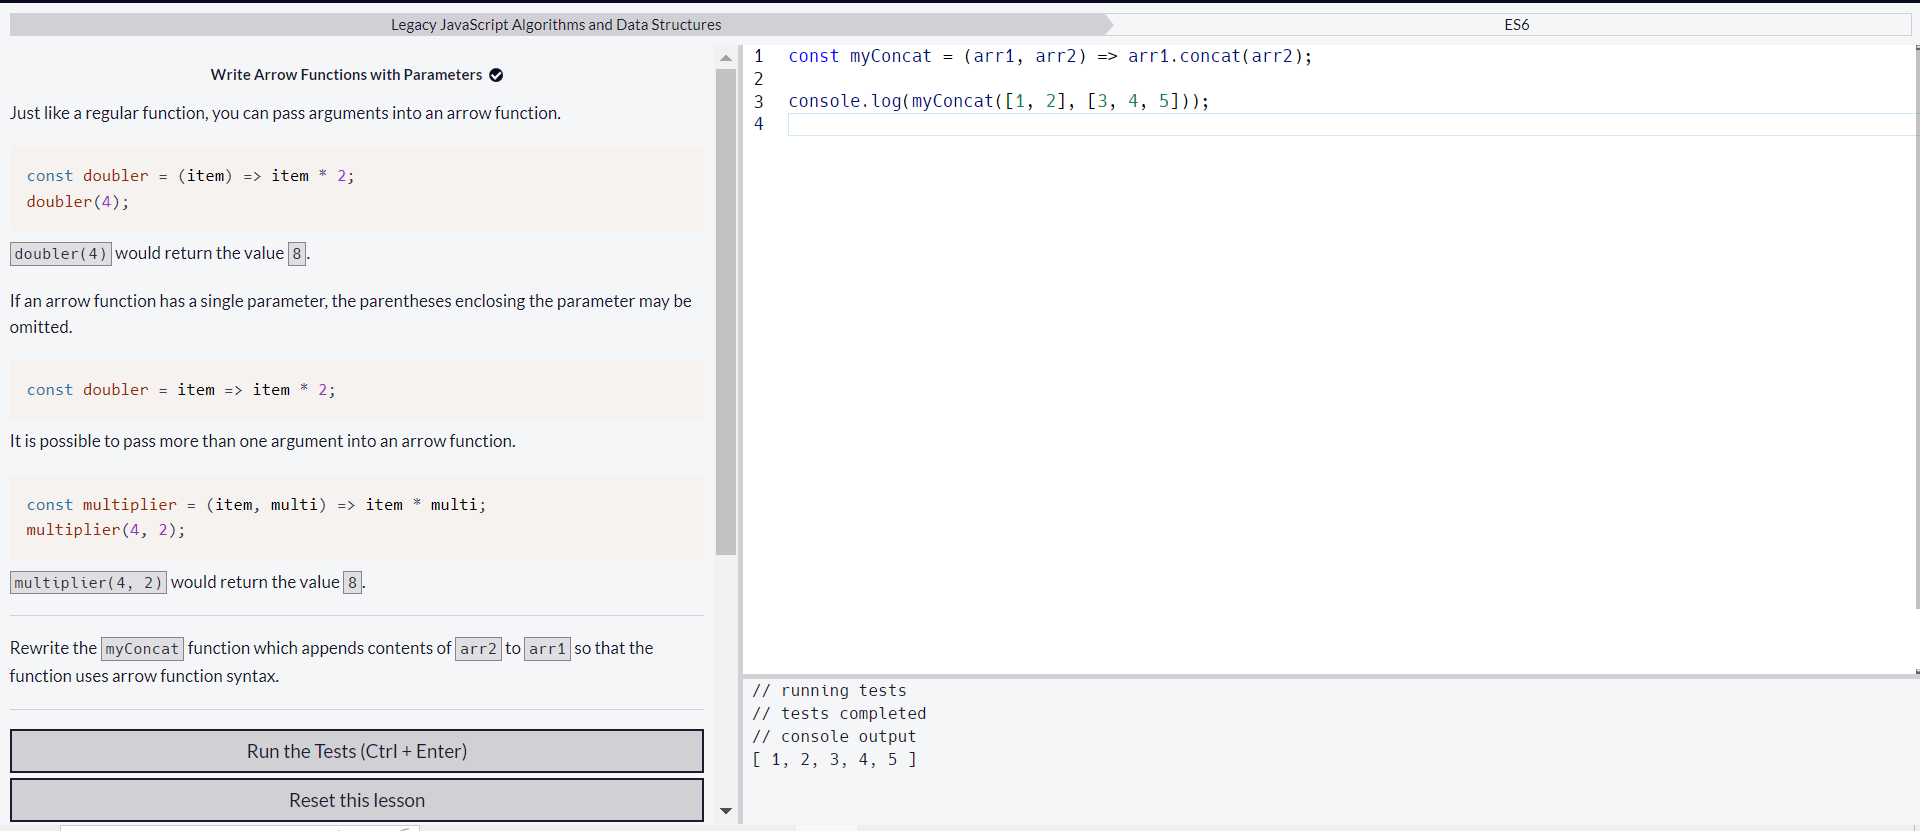 Legacy JavaScript Algorithms and Data Structures
ES6
Write Arrow Functions with Parameters
Just like a regular function, you can pass arguments into an arrow function.
const doubler = (item) => item * 2;
doubler(4);
doubler(4) would return the value 8.
If an arrow function has a single parameter, the parentheses enclosing the parameter may be
omitted.
const doubler = item => item * 2;
It is possible to pass more than one argument into an arrow function.
const multiplier = (item, multi) => item * multi;
multiplier(4, 2);
multiplier(4, 2) would return the value 8.
Rewrite the myConcat function which appends contents of arr2 to arr1 so that the
function uses arrow function syntax.
Run the Tests (Ctrl + Enter)
Reset this lesson
1 const myConcat = (arr1, arr2) => arr1.concat(arr2);
2
3 console.log(myConcat([1, 2], [3, 4, 5]));
4
// running tests
// tests completed
// console output
[ 1, 2, 3, 4, 5 ]